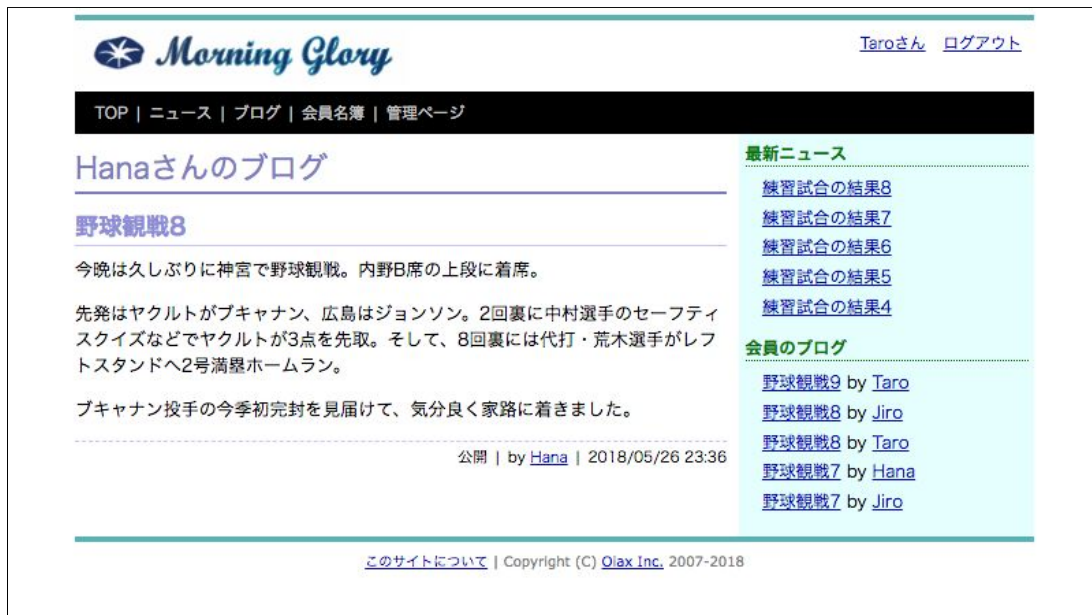 Morning Glory
Taroさん ログアウト
TOP | ニュース | ブログ | 会員名簿 | 管理ページ
Hanaさんのブログ
野球観戦8
今晩は久しぶりに神宮で野球観戦。内野B席の上段に着席。
先発はヤクルトがブキャナン、広島はジョンソン。2回裏に中村選手のセーフティ
スクイズなどでヤクルトが3点を先取。そして、8回裏には代打・荒木選手がレフ
トスタンドへ2号満塁ホームラン。
ブキャナン投手の今季初完封を見届けて、気分良く家路に着きました。
公開 | by Hana | 2018/05/26 23:36
最新ニュース
練習試合の結果8
練習試合の結果7
練習試合の結果6
練習試合の結果5
練習試合の結果4
会員のブログ
野球観戦9 by Taro
野球観戦8 by Jiro
野球観戦8 by Taro
野球観戦7 by Hana
野球観戦7 by Jiro
このサイトについて | Copyright (C) Oiax Inc. 2007-2018